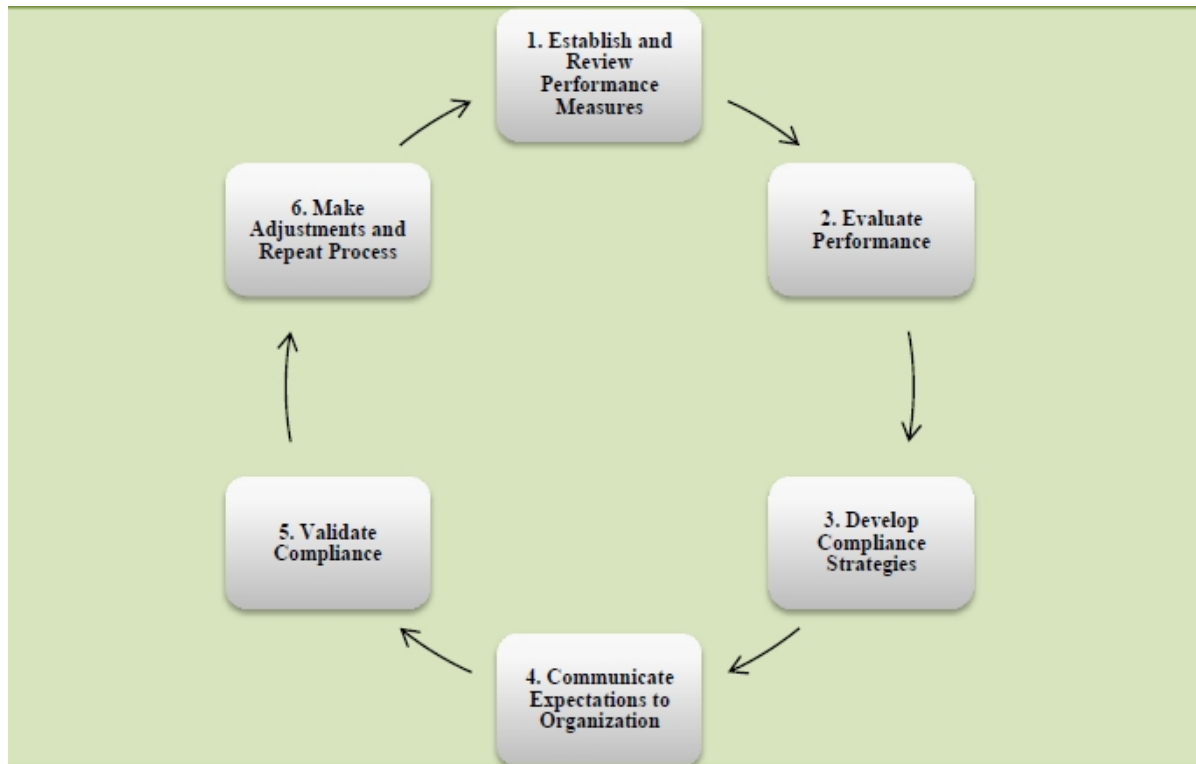 1. Establish and
Review
Performance
Measures
2. Evaluate
Performance
3. Develop
Compliance
Strategies
4. Communicate
Expectations to
Organization
5. Validate
Compliance
6. Make
Adjustments and
Repeat Process